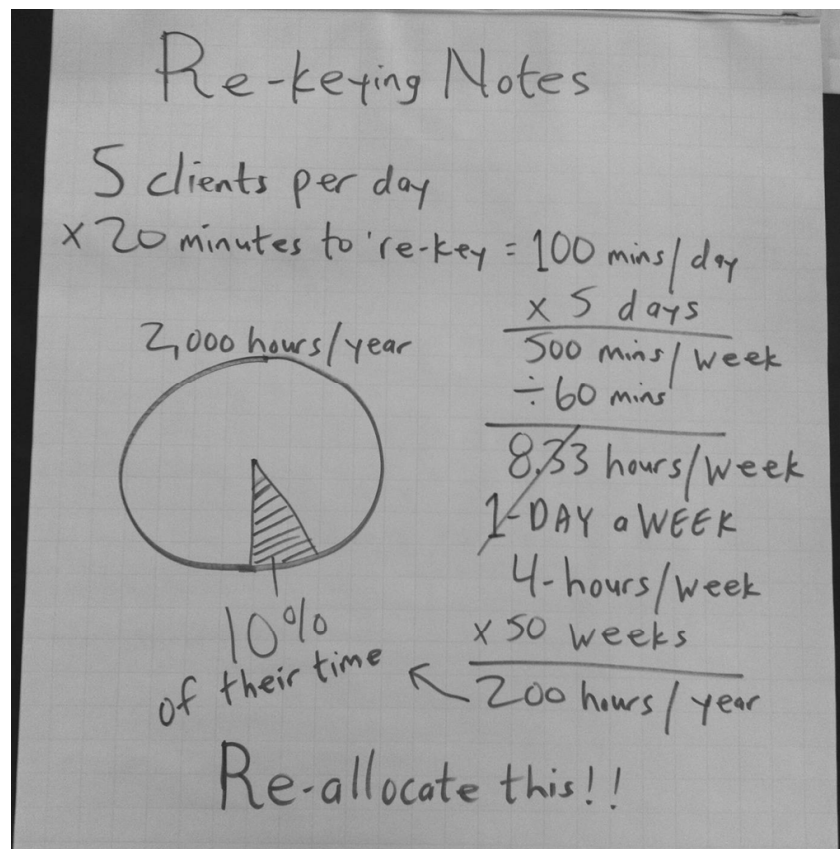 Re-keying Notes
5 clients per day
x 20 minutes to re-key = 100 mins/day
x 5 days
500 mins/week
÷ 60 mins
8.33 hours/week
1-DAY a WEEK
4-hours/week
x 50 weeks
200 hours/year
2,000 hours/year
10%
of their time
Re-allocate this!!